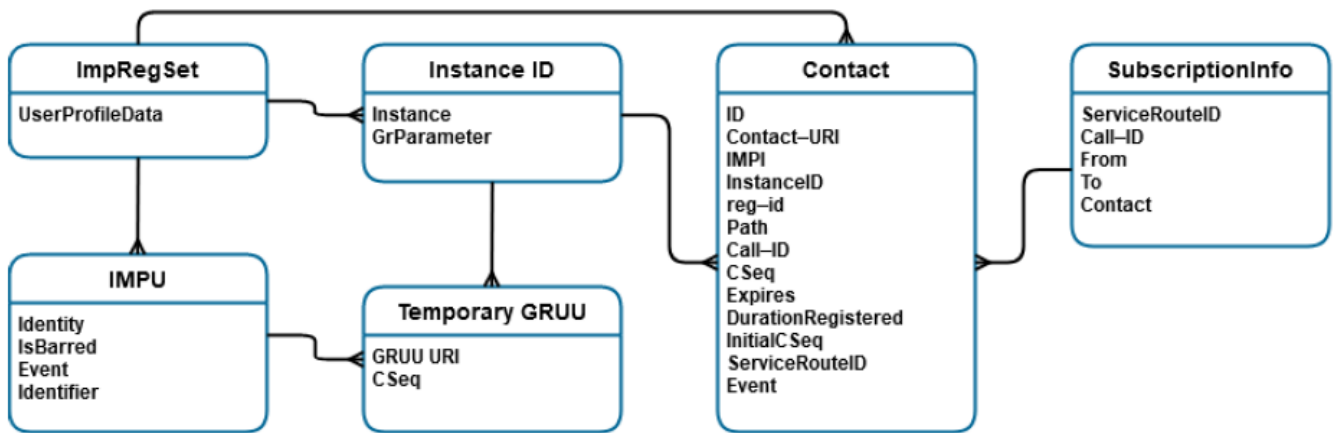 ImpRegSet
UserProfileData
Instance ID
Instance
GrParameter
Contact
ID
Contact–URI
IMPI
InstanceID
reg–id
Path
Call–ID
CSeq
Expires
DurationRegistered
InitialCSeq
ServiceRouteID
Event
SubscriptionInfo
ServiceRouteID
Call–ID
From
To
Contact
IMPU
Identity
IsBarred
Event
Identifier
Temporary GRUU
GRUU URI
CSeq